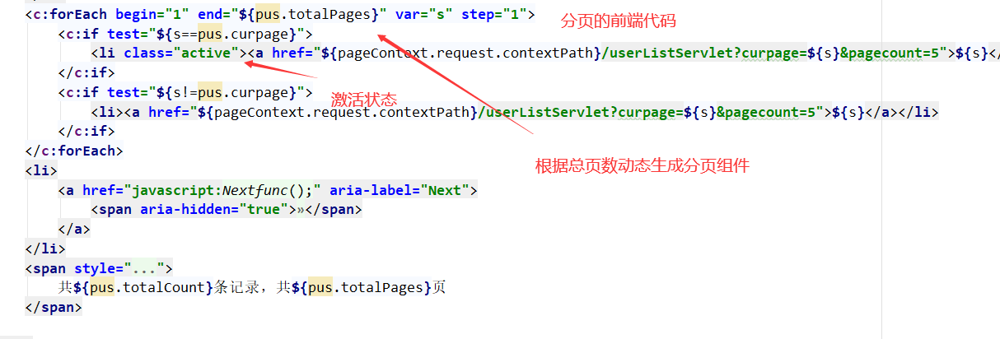 <c:forEach begin="1" end="${pus.totalPages}" var="s" step="1">
分页的前端代码
<c:if test="${s==pus.curpage}">
<li class="active"><a href="${pageContext.request.contextPath}/userListServlet?curpage=${s}&pagecount=5">${s}</
</c:if>
激活状态
<c:if test="${s!=pus.curpage}">
<li><a href="${pageContext.request.contextPath}/userListServlet?curpage=${s}&pagecount=5">${s}</a></li>
</c:if>
</c:forEach>
根据总页数动态生成分页组件
<li>
<a href="javascript:Nextfunc();" aria-label="Next">
<span aria-hidden="true">»</span>
</a>
</li>
<span style="...">
共${pus.totalCount}条记录，共${pus.totalPages}页
</span>